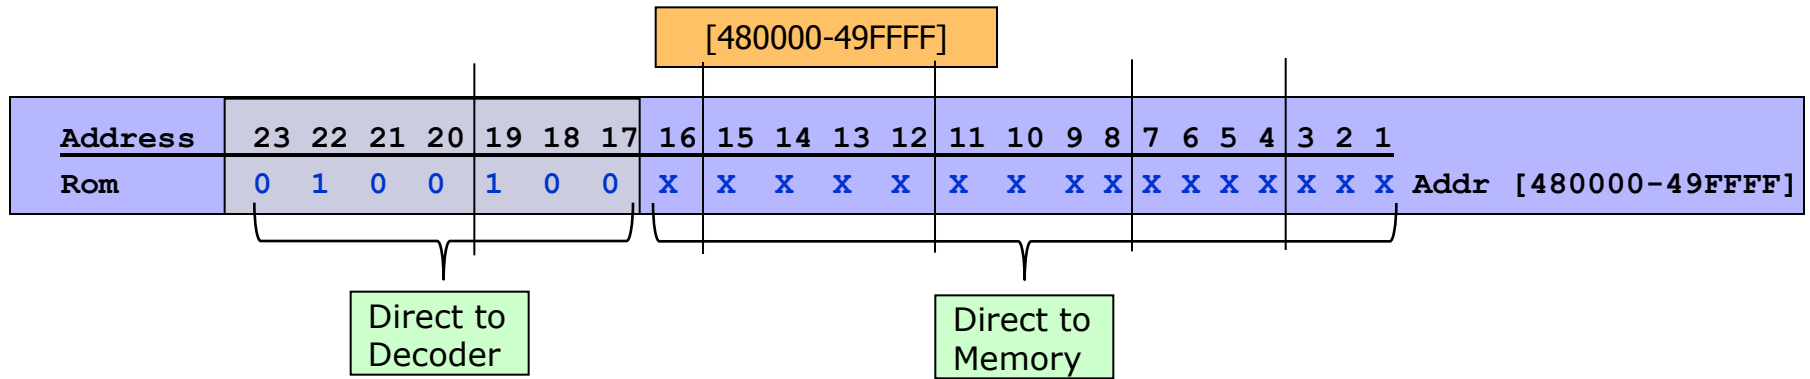 [480000-49FFFF]
Address 23 22 21 20 19 18 17 16 15 14 13 12 11 10 9 8 7 6 5 4 3 2 1
Rom 0 1 0 0 1 0 0 X X X X X X X X X X X X X X X X Addr [480000-49FFFF]
Direct to
Decoder
Direct to
Memory